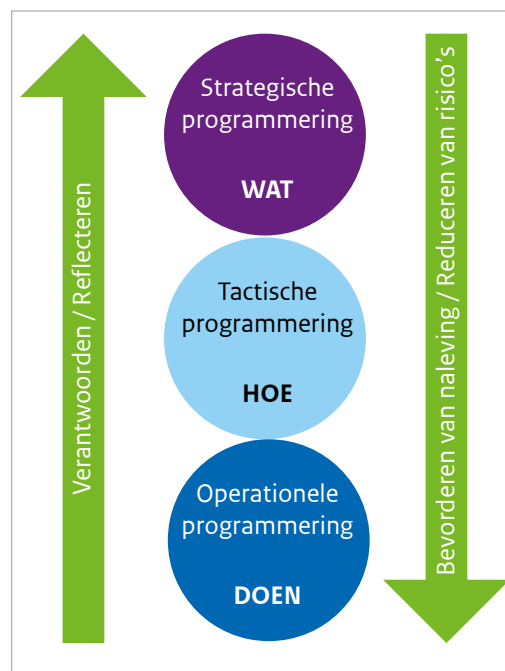 Verantwoorden / Reflecteren
Strategische
programmering
WAT
Tactische
programmering
HOE
Operationele
programmering
DOEN
Bevorderen van naleving / Reduceren van risico's